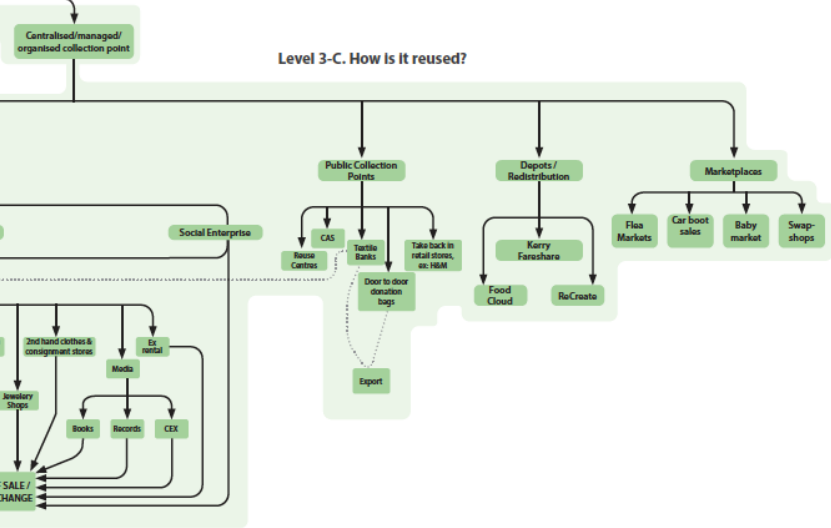 Centralised/managed/
organised collection point
Level 3-C. How is it reused?
Public Collection
Points
Depots /
Redistribution
Marketplaces
Social Enterprise
CAS
Reuse
Centres
Textile
Banks
Take back in
retail stores,
ex: H&M
Door to door
donation
bags
Kerry
Fareshare
Food
Cloud
ReCreate
Flea
Markets
Car boot
sales
Baby
market
Swap-
shops
2nd hand clothes &
consignment stores
Ex
rental
Media
Jewelery
Shops
Books
Records
CEX
Export
SALE /
CHANGE